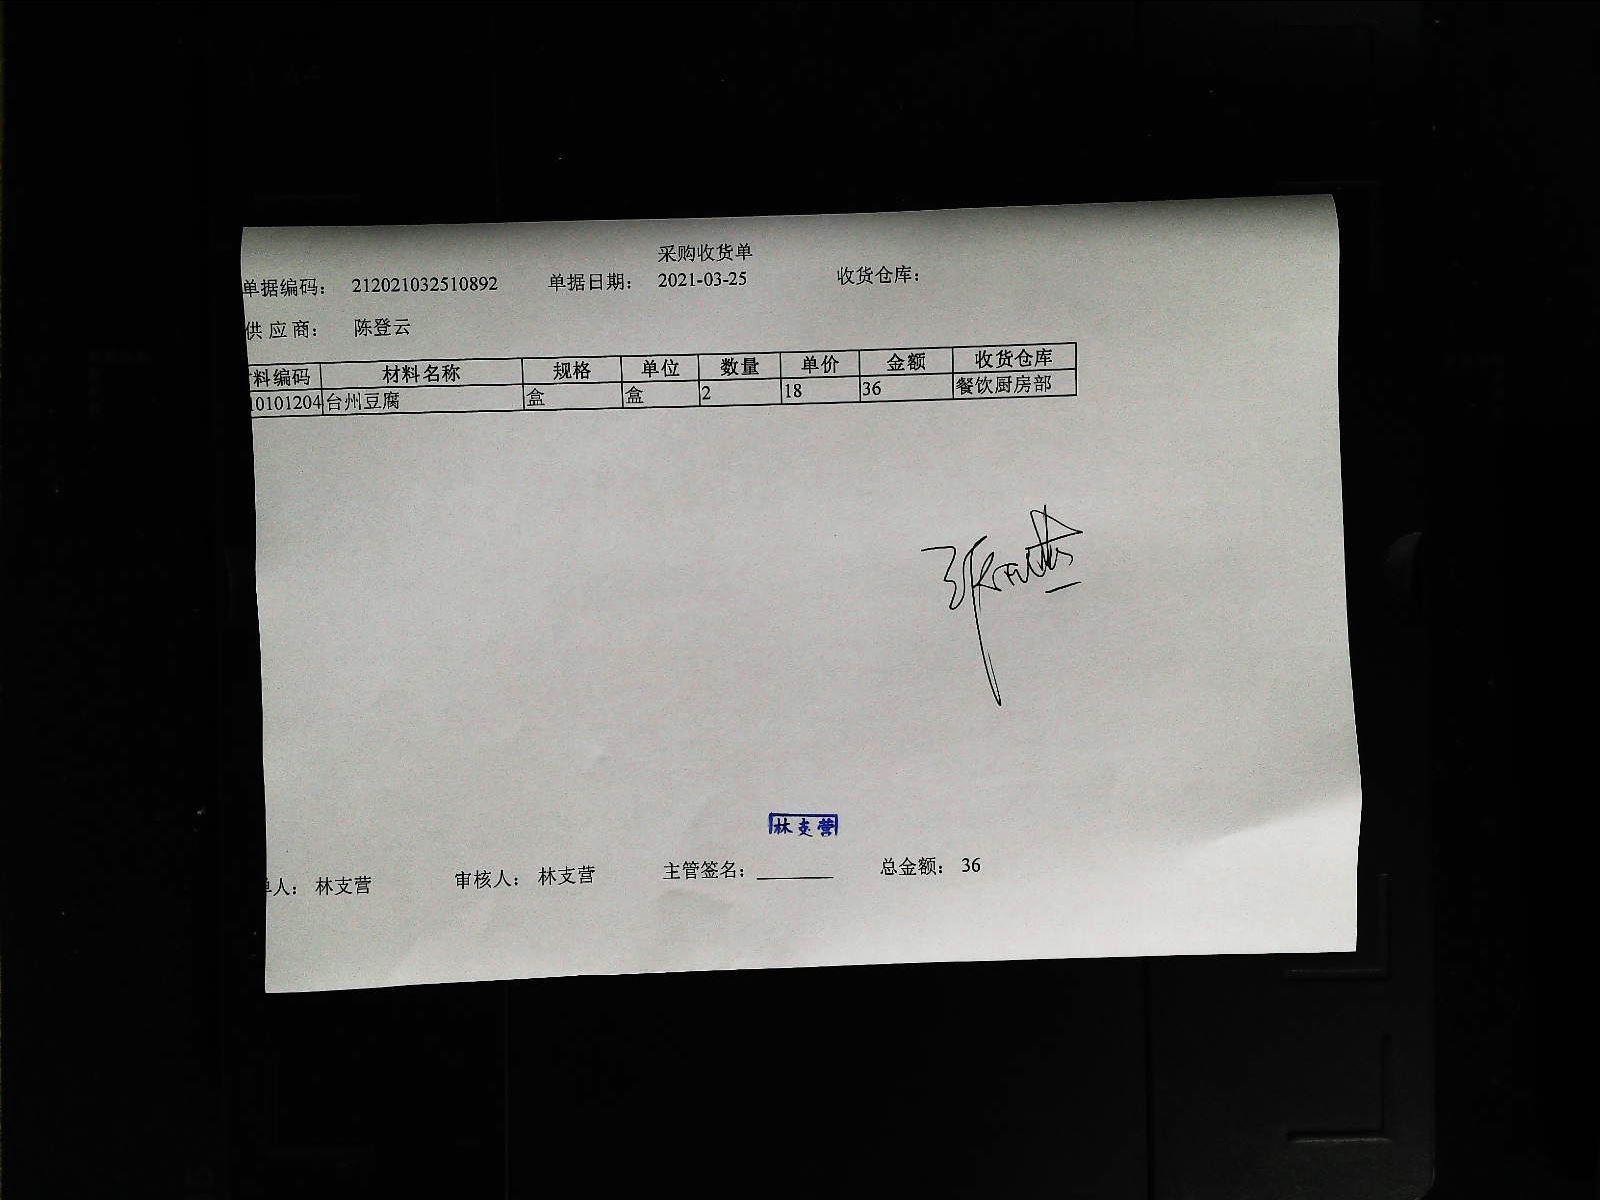 采购收货单
单据编码： 212021032510892 单据日期： 2021-03-25 收货仓库：
供应商： 陈登云
料编码 材料名称 规格 单位 数量 单价 金额 收货仓库
10101204 台州豆腐 盒 盒 2 18 36 餐饮厨房部
林支营
单人： 林支营 审核人： 林支营 主管签名： 总金额： 36